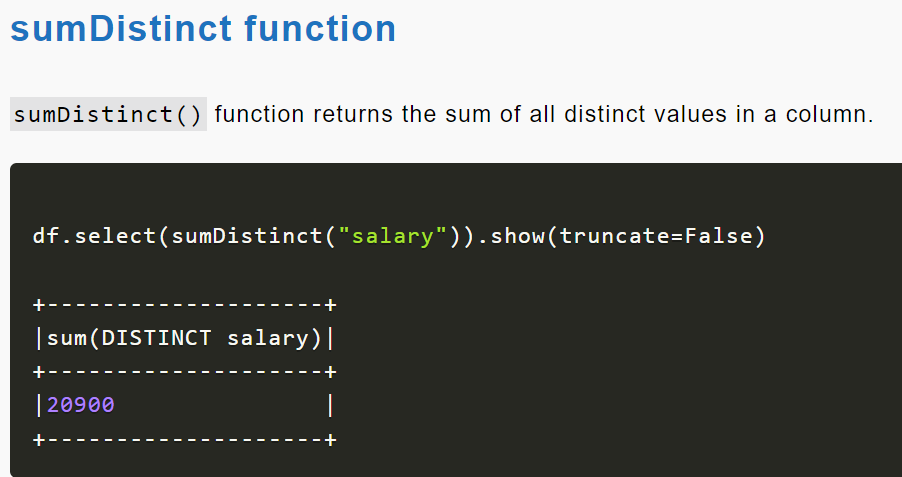 sumDistinct function
sumDistinct() function returns the sum of all distinct values in a column.
df.select(sumDistinct("salary")).show(truncate=False)
+--------------------+
|sum(DISTINCT salary)|
+--------------------+
|20900               |
+--------------------+